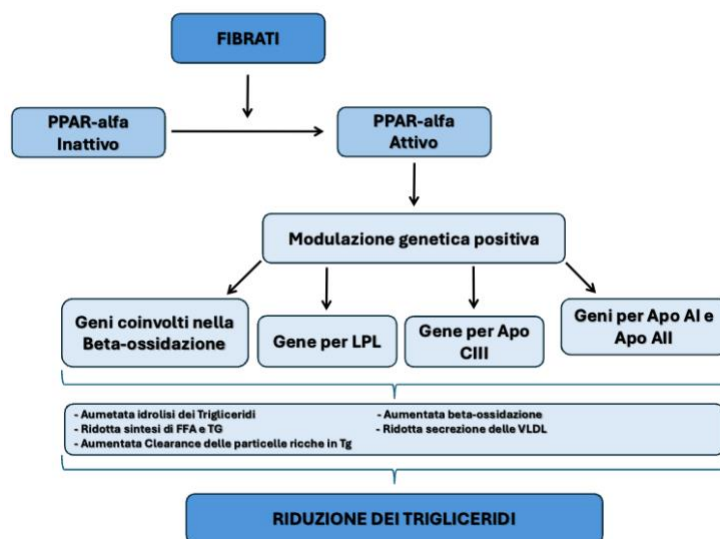 FIBRATI
PPAR-alfa
Inattivo
PPAR-alfa
Attivo
Modulazione genetica positiva
Geni coinvolti nella
Beta-ossidazione
Gene per LPL
Gene per Apo
CIII
Geni per Apo AI e
Apo AII
- Aumetata idrolisi dei Trigliceridi
- Ridotta sintesi di FFA e TG
- Aumentata Clearance delle particelle ricche in Tg
- Aumentata beta-ossidazione
- Ridotta secrezione delle VLDL
RIDUZIONE DEI TRIGLICERIDI